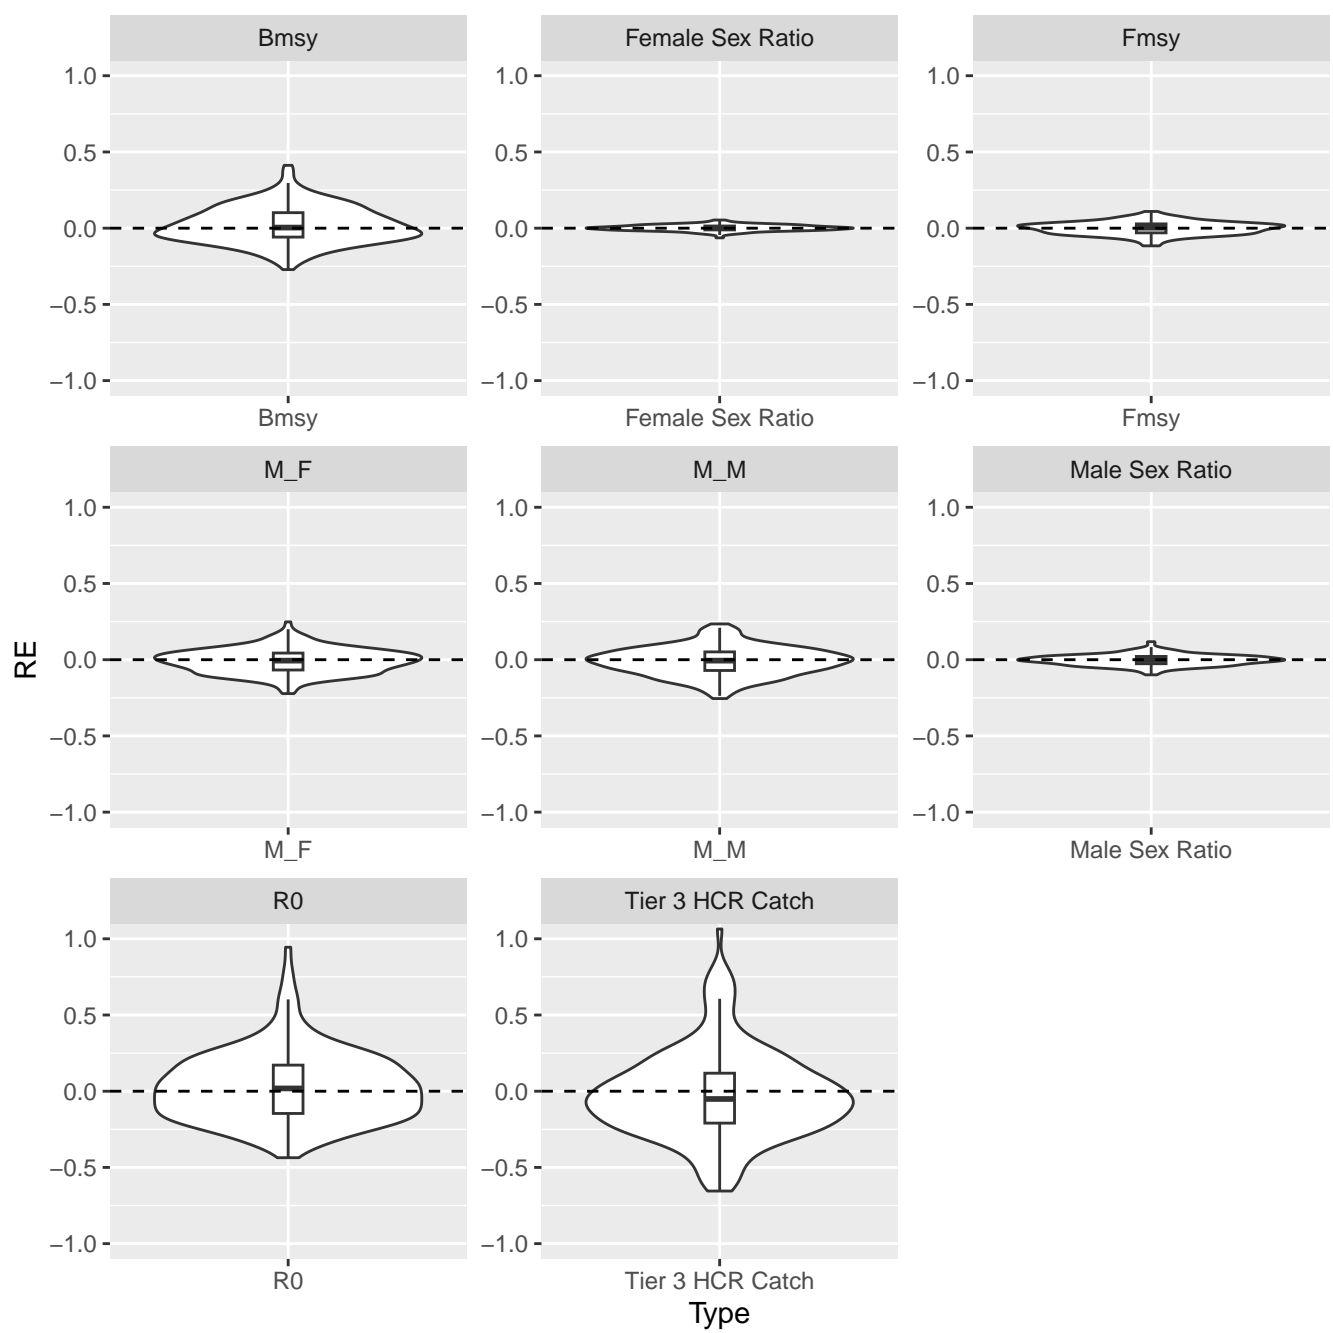 Bmsy Female Sex Ratio Fmsy
1.0 1.0 1.0
0.5 0.5 0.5
0.0 0.0 0.0
−0.5 −0.5 −0.5
−1.0 −1.0 −1.0
Bmsy Female Sex Ratio Fmsy
M_F M_M Male Sex Ratio
1.0 1.0 1.0
0.5 0.5 0.5
RE
0.0 0.0 0.0
−0.5 −0.5 −0.5
−1.0 −1.0 −1.0
M_F M_M Male Sex Ratio
R0 Tier 3 HCR Catch
1.0 1.0
0.5 0.5
0.0 0.0
−0.5 −0.5
−1.0 −1.0
R0 Tier 3 HCR Catch
Type